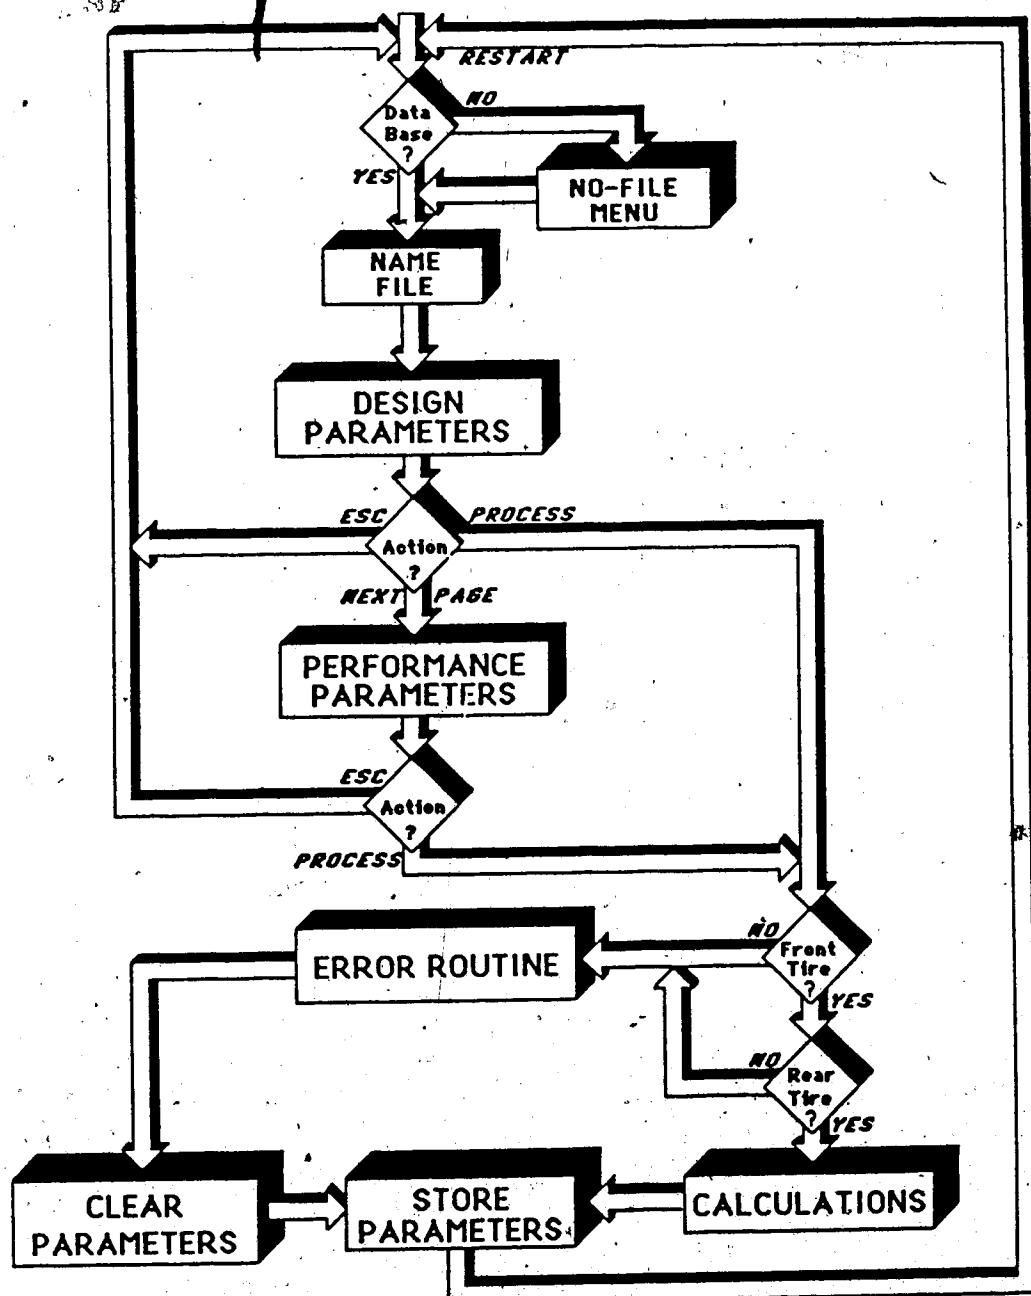 RESTART
NO
Data
Base
?
YES
NO-FILE
MENU
NAME
FILE
DESIGN
PARAMETERS
ESC
PROCESS
Action
?
NEXT PAGE
PERFORMANCE
PARAMETERS
ESC
Action
?
PROCESS
NO
Front
Tire
?
ERROR ROUTINE
YES
NO
Rear
Tire
?
YES
CLEAR
PARAMETERS
STORE
PARAMETERS
CALCULATIONS